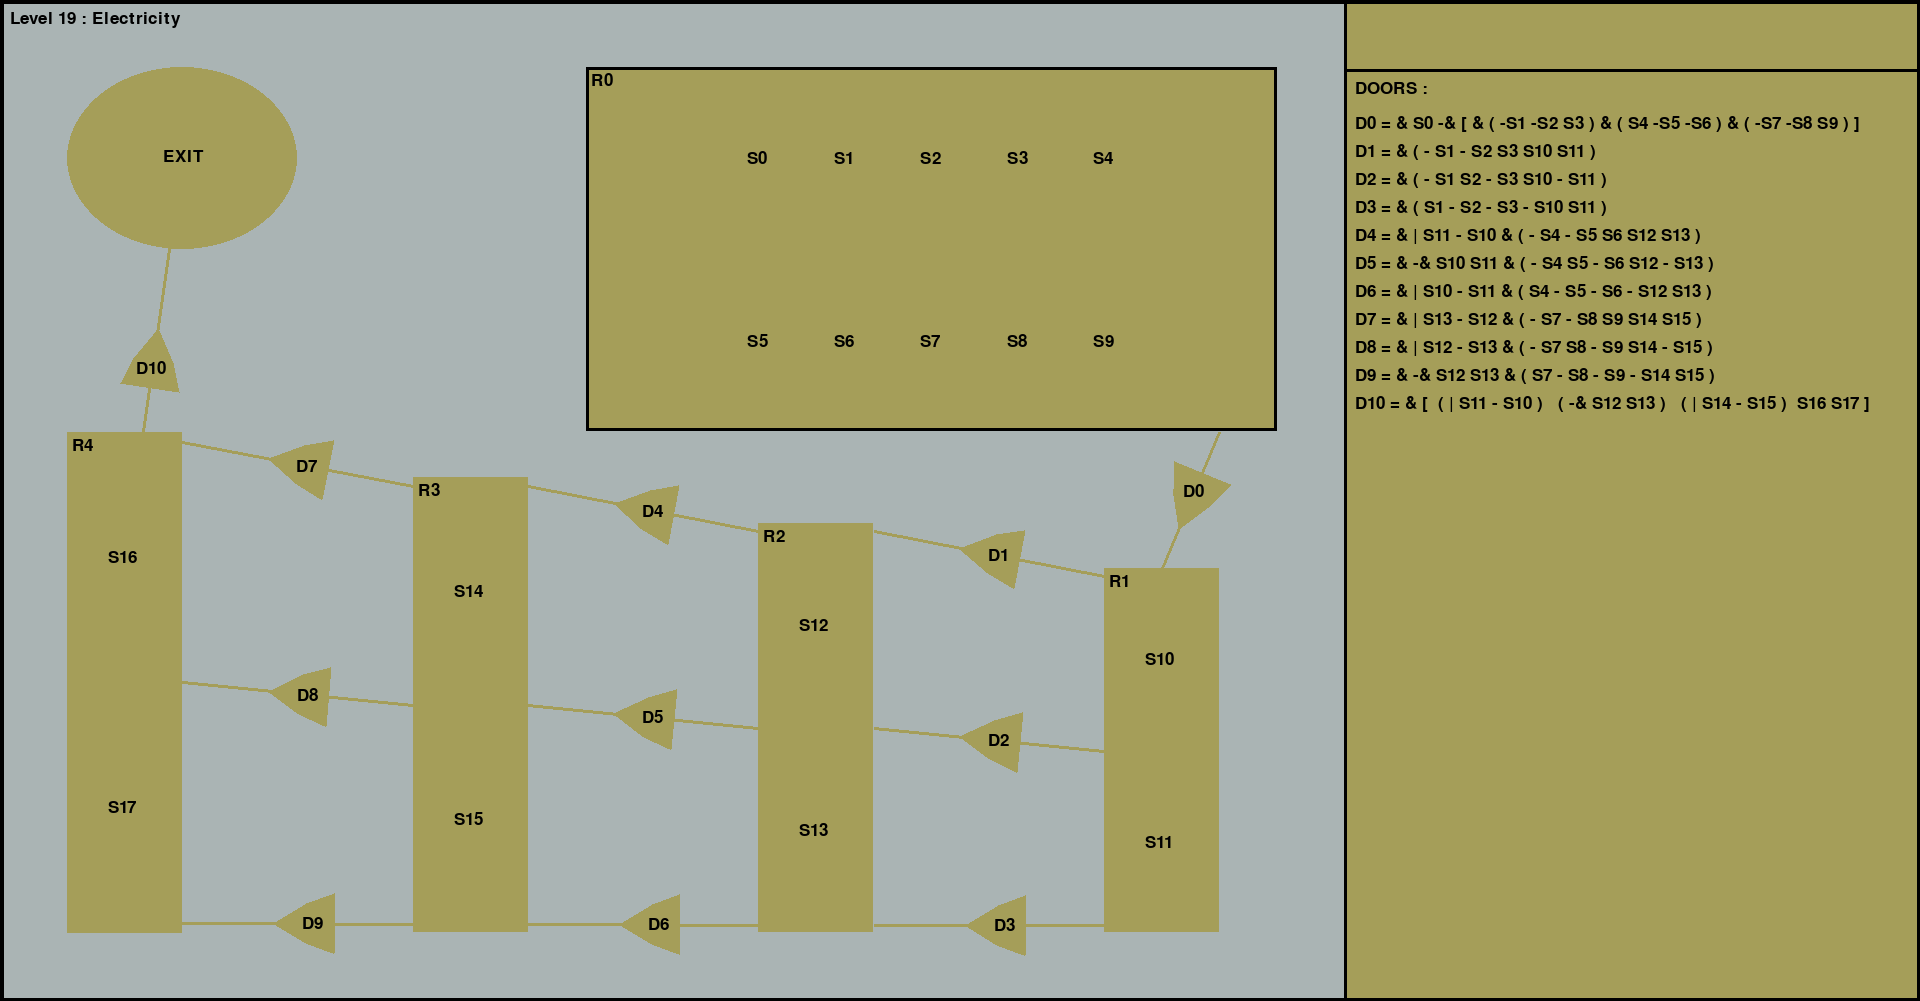 Level 19 : Electricity
EXIT
R0
S0 S1 S2 S3 S4
S5 S6 S7 S8 S9
D10
D0
R4
D7
R3
D4
R2
D1
R1
S16
S14
S12
S10
D8
D5
D2
S17
S15
S13
S11
D9
D6
D3
DOORS :
D0 = & S0 -& [ & ( -S1 -S2 S3 ) & ( S4 -S5 -S6 ) & ( -S7 -S8 S9 ) ]
D1 = & ( - S1 - S2 S3 S10 S11 )
D2 = & ( - S1 S2 - S3 S10 - S11 )
D3 = & ( S1 - S2 - S3 - S10 S11 )
D4 = & | S11 - S10 & ( - S4 - S5 S6 S12 S13 )
D5 = & -& S10 S11 & ( - S4 S5 - S6 S12 - S13 )
D6 = & | S10 - S11 & ( S4 - S5 - S6 - S12 S13 )
D7 = & | S13 - S12 & ( - S7 - S8 S9 S14 S15 )
D8 = & | S12 - S13 & ( - S7 S8 - S9 S14 - S15 )
D9 = & -& S12 S13 & ( S7 - S8 - S9 - S14 S15 )
D10 = & [ ( | S11 - S10 ) ( -& S12 S13 ) ( | S14 - S15 ) S16 S17 ]